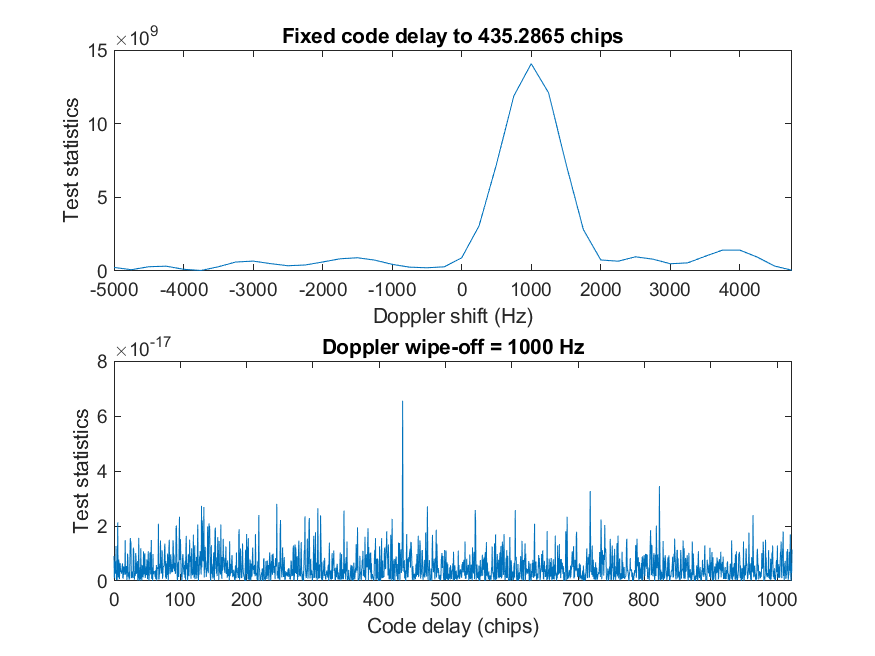 ×10⁹
Fixed code delay to 435.2865 chips
15
10
5
0
Test statistics
-5000 -4000 -3000 -2000 -1000 0 1000 2000 3000 4000
Doppler shift (Hz)
×10⁻¹⁷
Doppler wipe-off = 1000 Hz
8
6
4
2
0
Test statistics
0 100 200 300 400 500 600 700 800 900 1000
Code delay (chips)